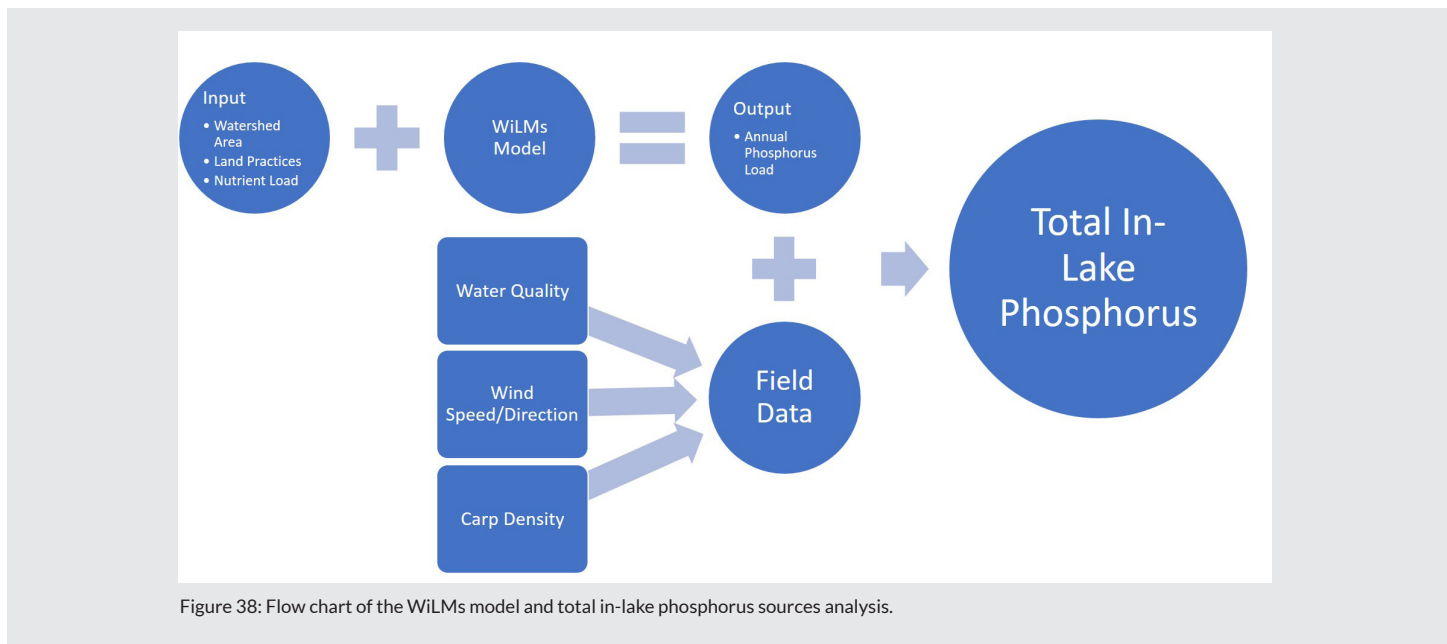 Input
• Watershed
Area
• Land Practices
• Nutrient Load
WiLMs
Model
Output
• Annual
Phosphorus
Load
Total In-
Lake
Phosphorus
Water Quality
Wind
Speed/Direction
Carp Density
Field
Data
Figure 38: Flow chart of the WiLMs model and total in-lake phosphorus sources analysis.